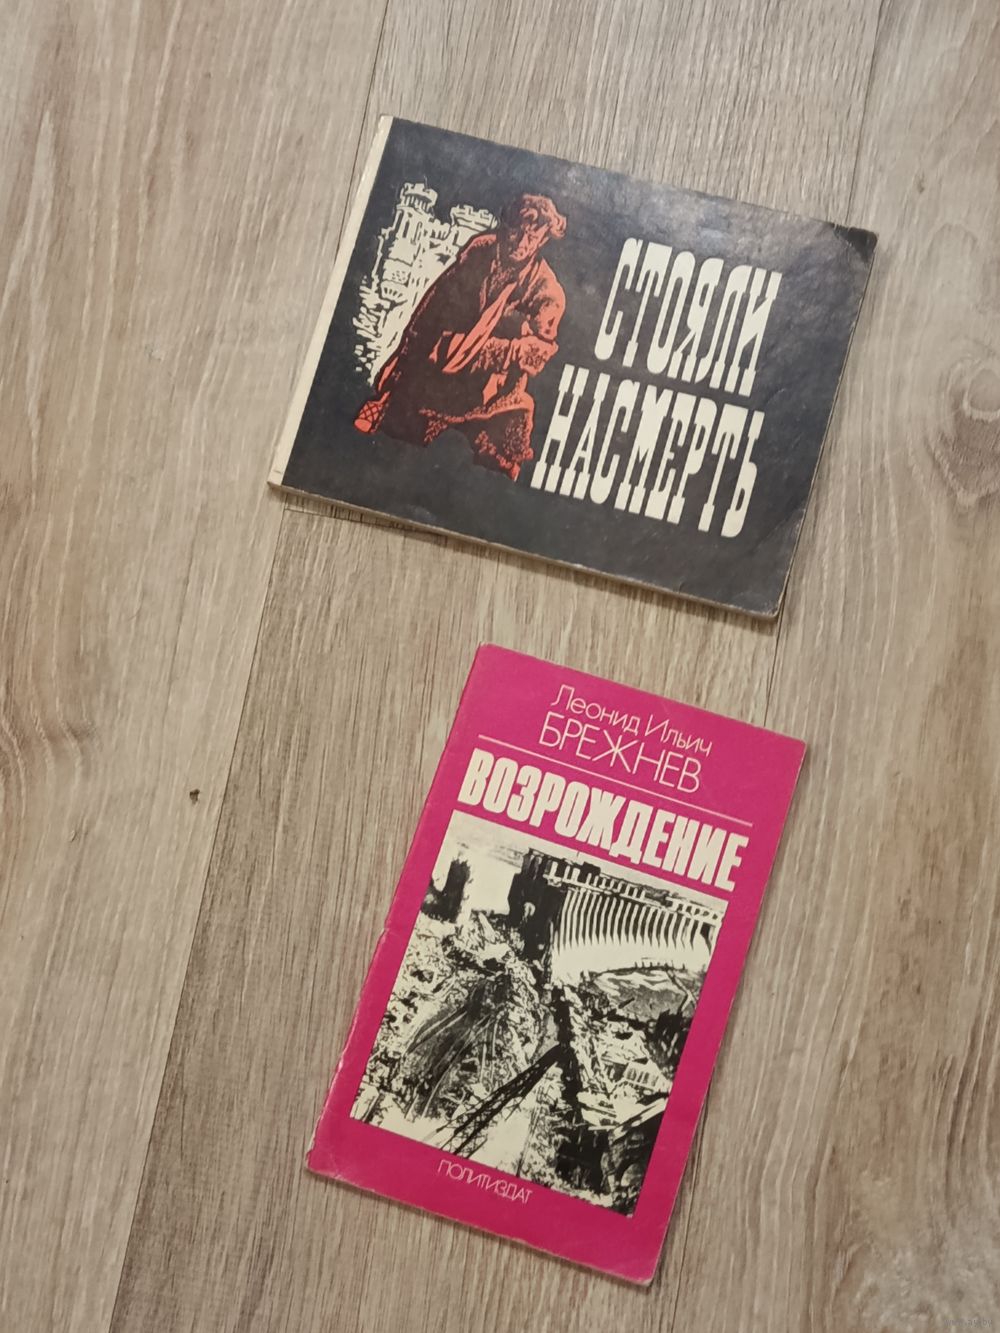 СТОЯЛИ
НАСМЕРТЬ
Леонид Ильич
БРЕЖНЕВ
ВОЗРОЖДЕНИЕ
ПОЛИТИЗДАТ